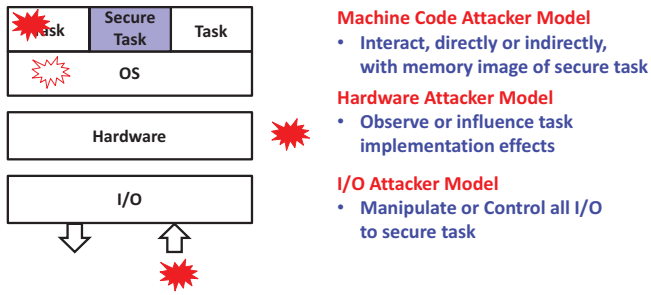 Task
Secure
Task
Task
OS
Hardware
I/O
Machine Code Attacker Model
• Interact, directly or indirectly,
with memory image of secure task
Hardware Attacker Model
• Observe or influence task
implementation effects
I/O Attacker Model
• Manipulate or Control all I/O
to secure task